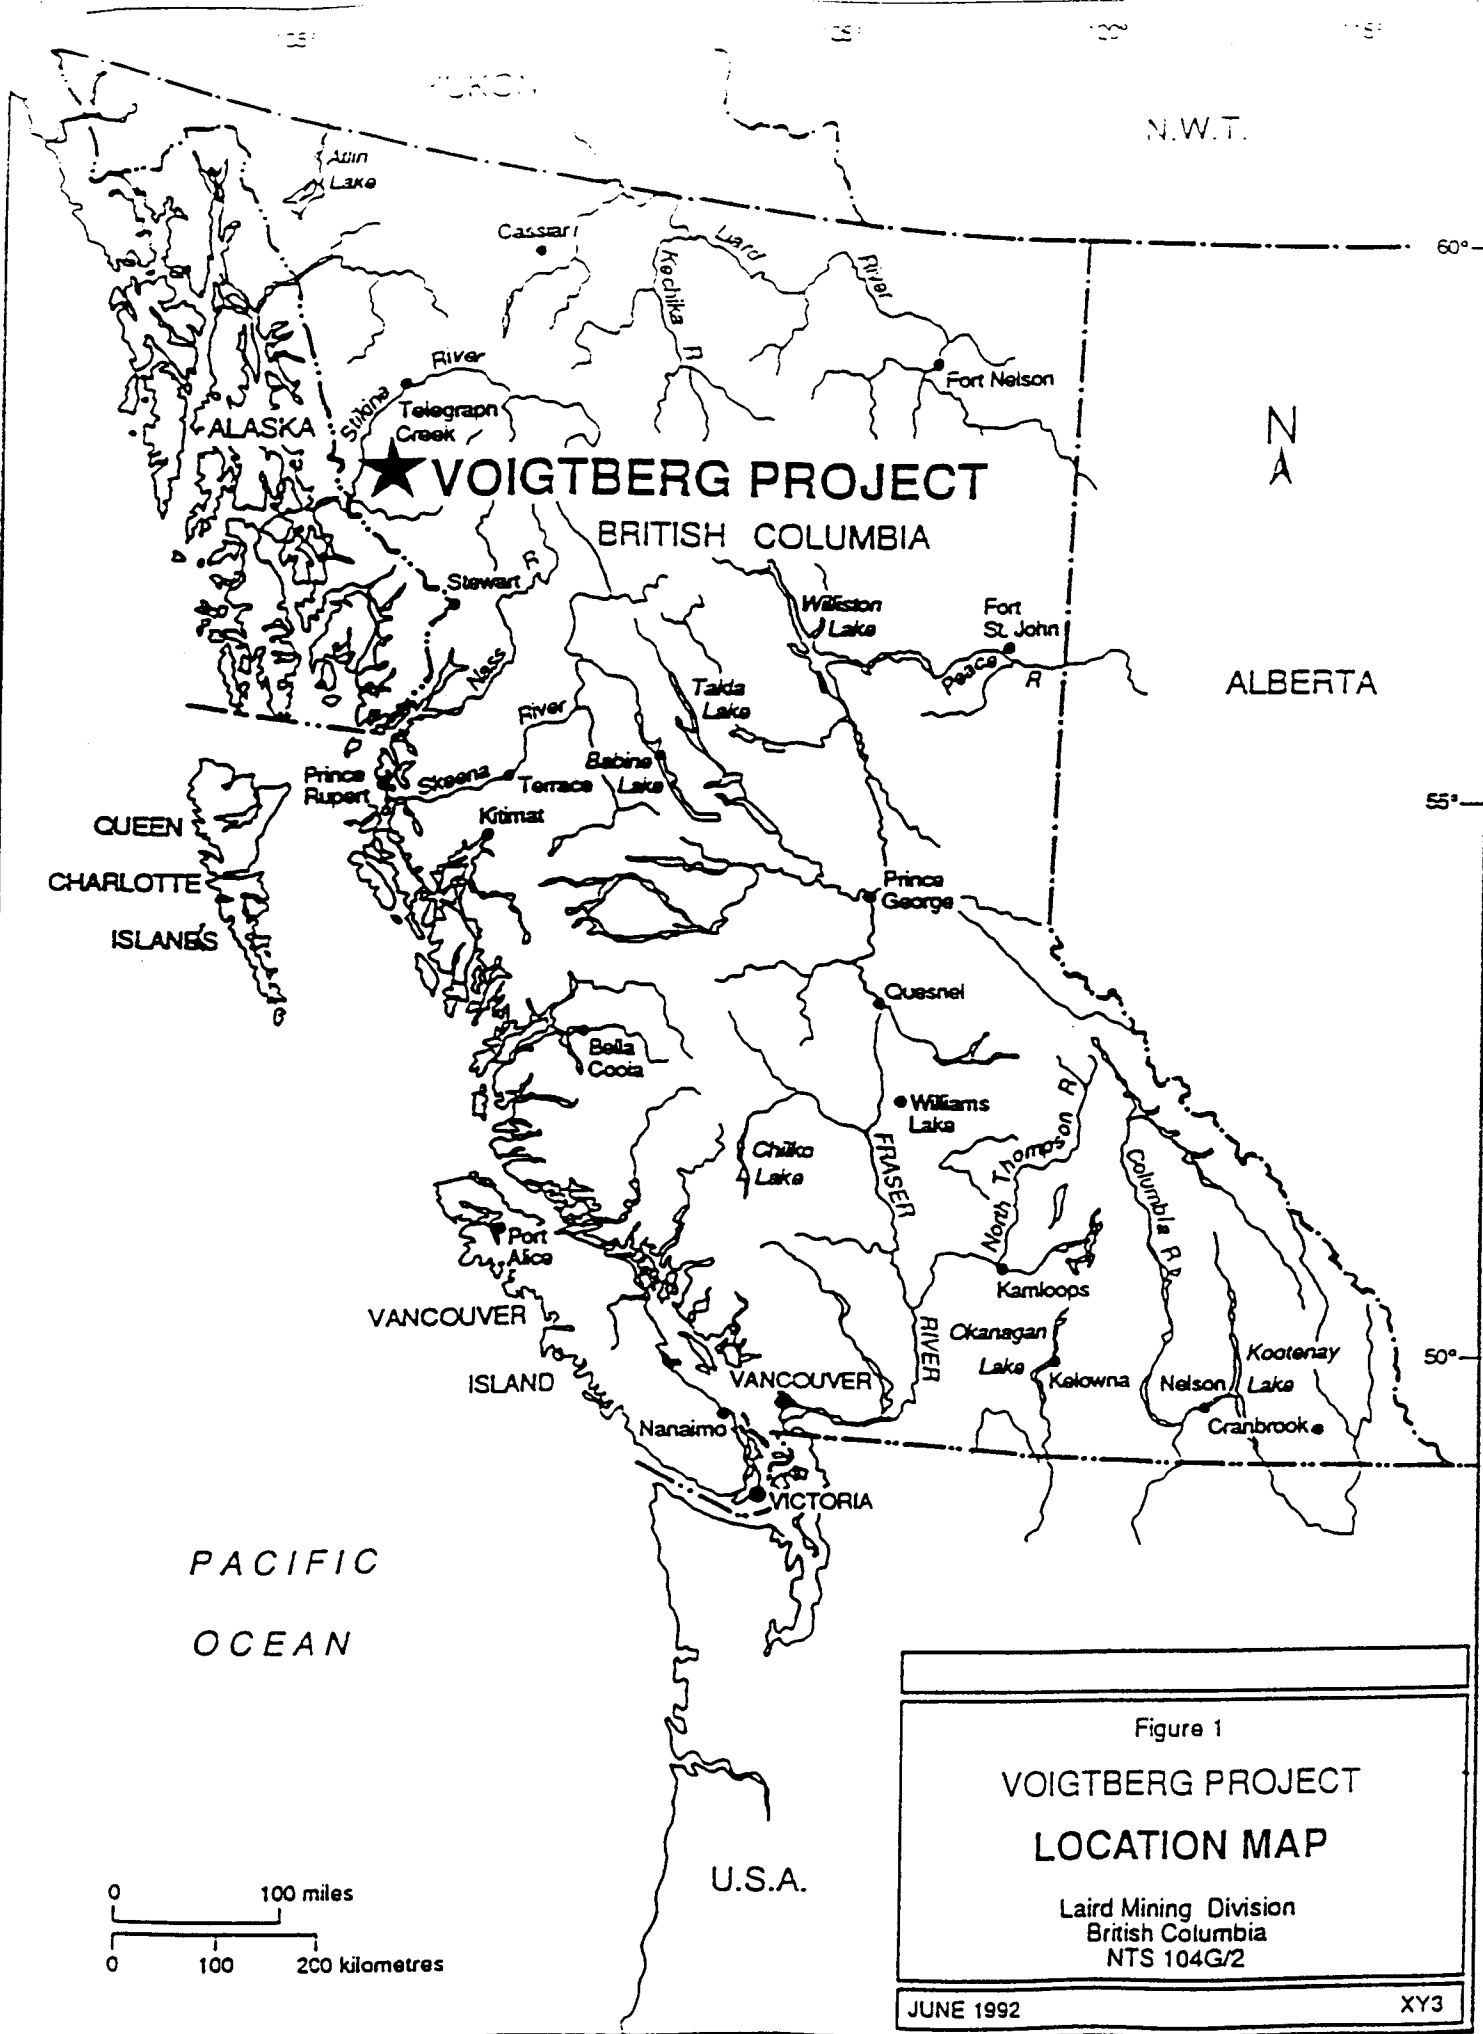 N.W.T.
Atlin
Lake
Cassiar
Liard
River
Kechika
R
60°
River
Stikine
Telegraph
Creek
Fort Nelson
ALASKA
N
VOIGTBERG PROJECT
BRITISH COLUMBIA
Stewart
R
Nass
Williston
Lake
Fort
St. John
Peace
R
ALBERTA
Takla
Lake
River
Skeena
Terrace
Babine
Lake
Prince
Rupert
Kitimat
55°
QUEEN
CHARLOTTE
ISLANDS
Prince
George
Quesnel
Bella
Coola
Williams
Lake
Chilko
Lake
FRASER
RIVER
North Thompson R
Columbia R
Port
Alice
Kamloops
VANCOUVER
ISLAND
Okanagan
Lake
Kelowna
Nelson
Kootenay
Lake
50°
VANCOUVER
Nanaimo
Cranbrook
VICTORIA
PACIFIC
OCEAN
U.S.A.
0 100 miles
0 100 200 kilometres
Figure 1
VOIGTBERG PROJECT
LOCATION MAP
Laird Mining Division
British Columbia
NTS 104G/2
JUNE 1992 XY3